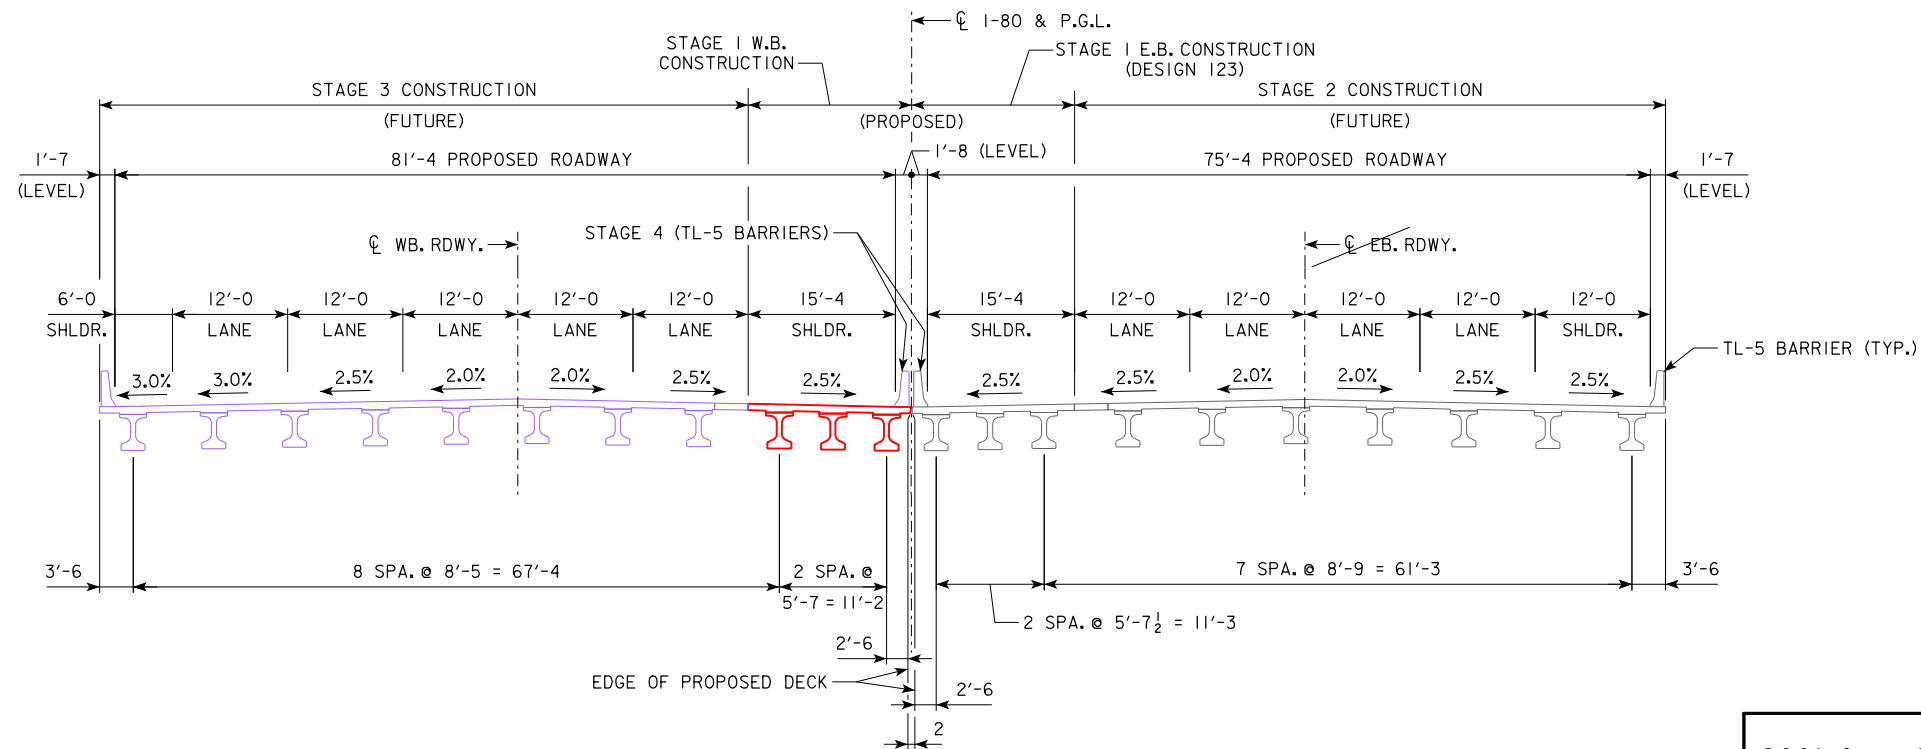 ℄ I-80 & P.G.L.
STAGE I W.B.
CONSTRUCTION
STAGE I E.B. CONSTRUCTION
(DESIGN 123)
STAGE 3 CONSTRUCTION
(FUTURE)
(PROPOSED)
STAGE 2 CONSTRUCTION
(FUTURE)
1'-7
(LEVEL)
81'-4 PROPOSED ROADWAY
1'-8 (LEVEL)
75'-4 PROPOSED ROADWAY
1'-7
(LEVEL)
℄ WB. RDWY.
STAGE 4 (TL-5 BARRIERS)
℄ EB. RDWY.
6'-0 12'-0 12'-0 12'-0 12'-0 12'-0 15'-4 15'-4 12'-0 12'-0 12'-0 12'-0 12'-0
SHLDR. LANE LANE LANE LANE LANE SHLDR. SHLDR. LANE LANE LANE LANE SHLDR.
TL-5 BARRIER (TYP.)
3.0% 3.0% 2.5% 2.0% 2.0% 2.5% 2.5% 2.5% 2.5% 2.0% 2.0% 2.5% 2.5%
3'-6
8 SPA. @ 8'-5 = 67'-4
2 SPA. @
5'-7 = 11'-2
7 SPA. @ 8'-9 = 61'-3
3'-6
2 SPA. @ 5'-7½ = 11'-3
2'-6
EDGE OF PROPOSED DECK
2'-6
2